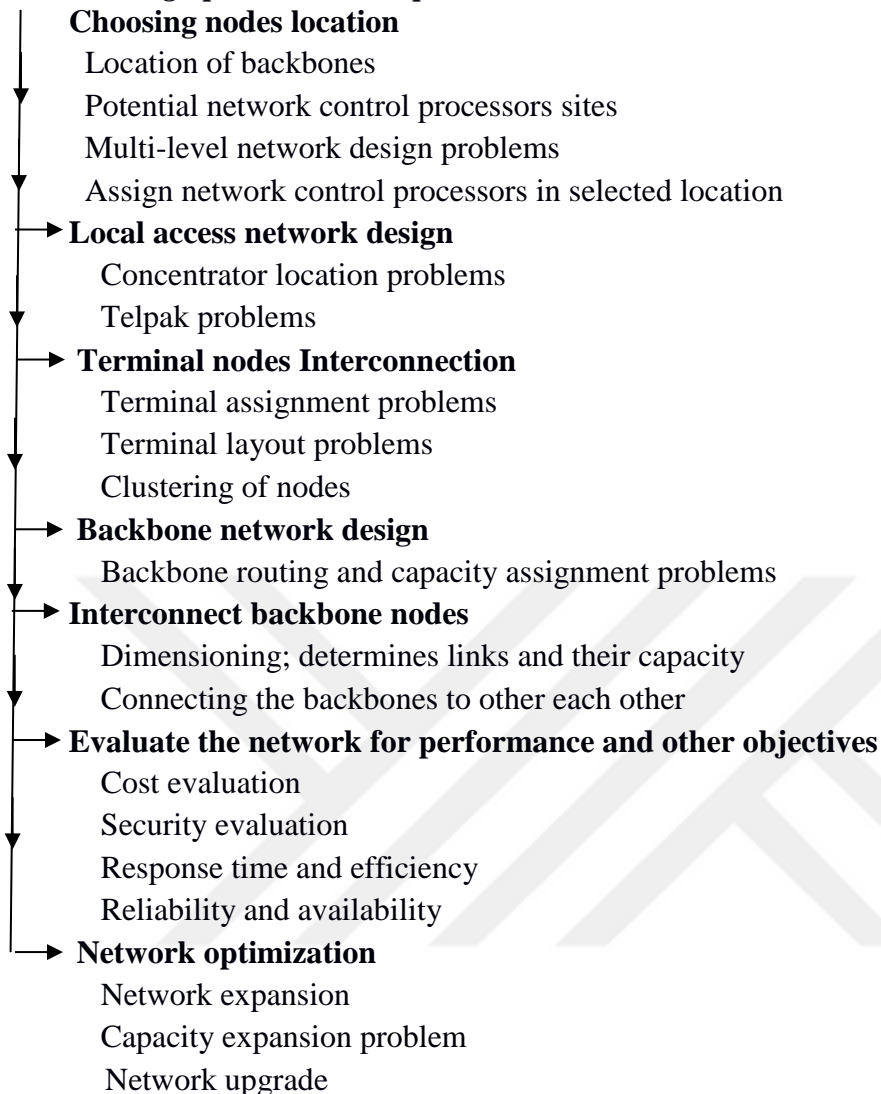 Choosing nodes location
Location of backbones
Potential network control processors sites
Multi-level network design problems
Assign network control processors in selected location
Local access network design
Concentrator location problems
Telpak problems
Terminal nodes Interconnection
Terminal assignment problems
Terminal layout problems
Clustering of nodes
Backbone network design
Backbone routing and capacity assignment problems
Interconnect backbone nodes
Dimensioning; determines links and their capacity
Connecting the backbones to other each other
Evaluate the network for performance and other objectives
Cost evaluation
Security evaluation
Response time and efficiency
Reliability and availability
Network optimization
Network expansion
Capacity expansion problem
Network upgrade